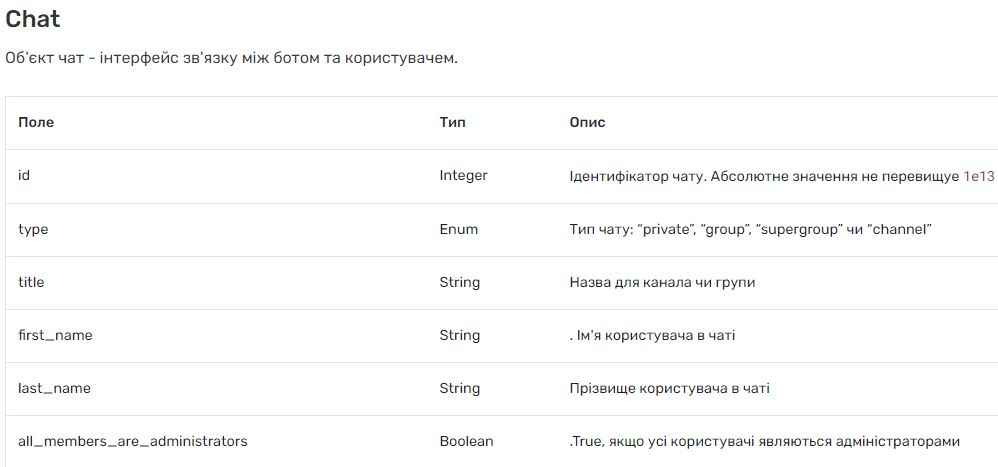 Chat
Об'єкт чат - інтерфейс зв'язку між ботом та користувачем.
Поле Тип Опис
id Integer Ідентифікатор чату. Абсолютне значення не перевищує 1e13
type Enum Тип чату: “private”, “group”, “supergroup” чи “channel”
title String Назва для канала чи групи
first_name String . Ім'я користувача в чаті
last_name String Прізвище користувача в чаті
all_members_are_administrators Boolean .True, якщо усі користувачі являються адміністраторами